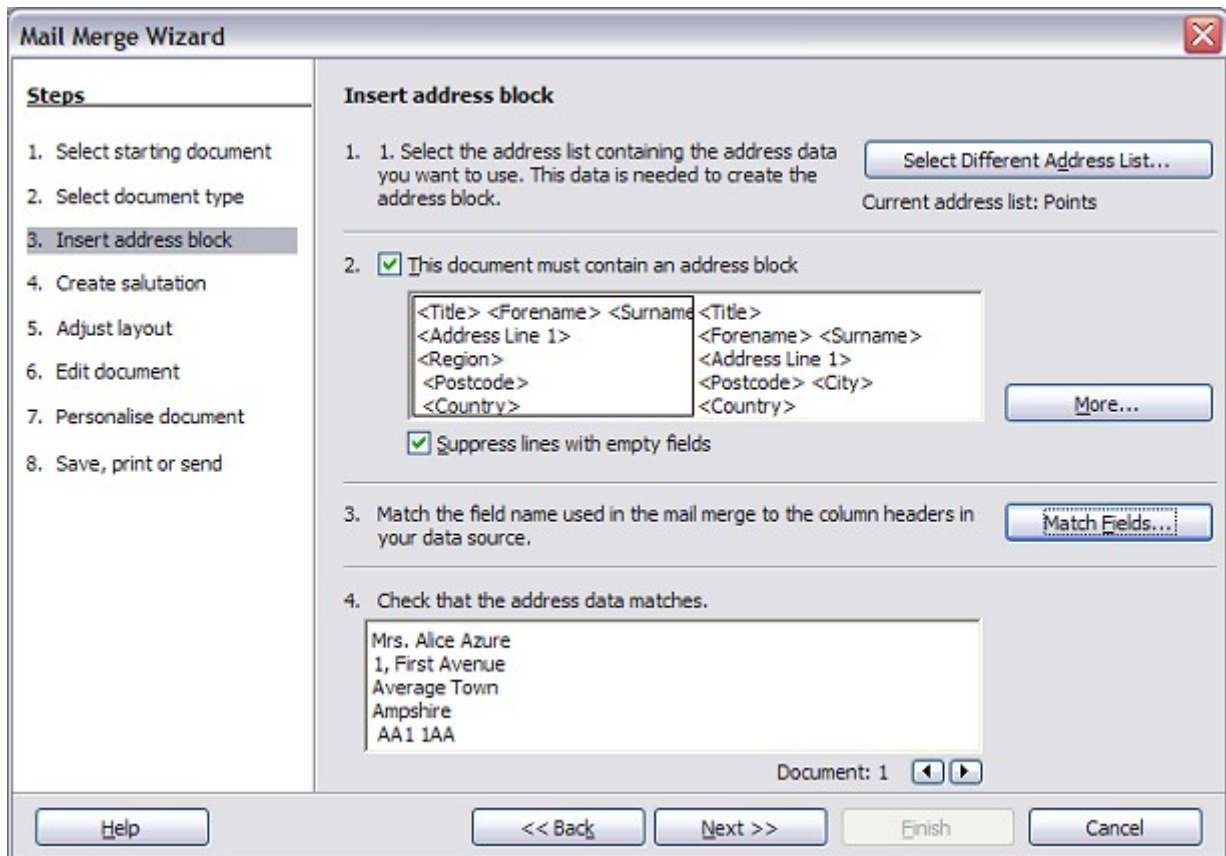 Mail Merge Wizard
Steps
1. Select starting document
2. Select document type
3. Insert address block
4. Create salutation
5. Adjust layout
6. Edit document
7. Personalise document
8. Save, print or send
Insert address block
1. 1. Select the address list containing the address data
you want to use. This data is needed to create the
address block.
Select Different Address List...
Current address list: Points
2. This document must contain an address block
<Title> <Forename> <Surname
<Address Line 1>
<Region>
<Postcode>
<Country>
<Title>
<Forename> <Surname>
<Address Line 1>
<Postcode> <City>
<Country>
More...
Suppress lines with empty fields
3. Match the field name used in the mail merge to the column headers in
your data source.
Match Fields...
4. Check that the address data matches.
Mrs. Alice Azure
1, First Avenue
Average Town
Ampshire
AA1 1AA
Document: 1
Help
<< Back
Next >>
Finish
Cancel